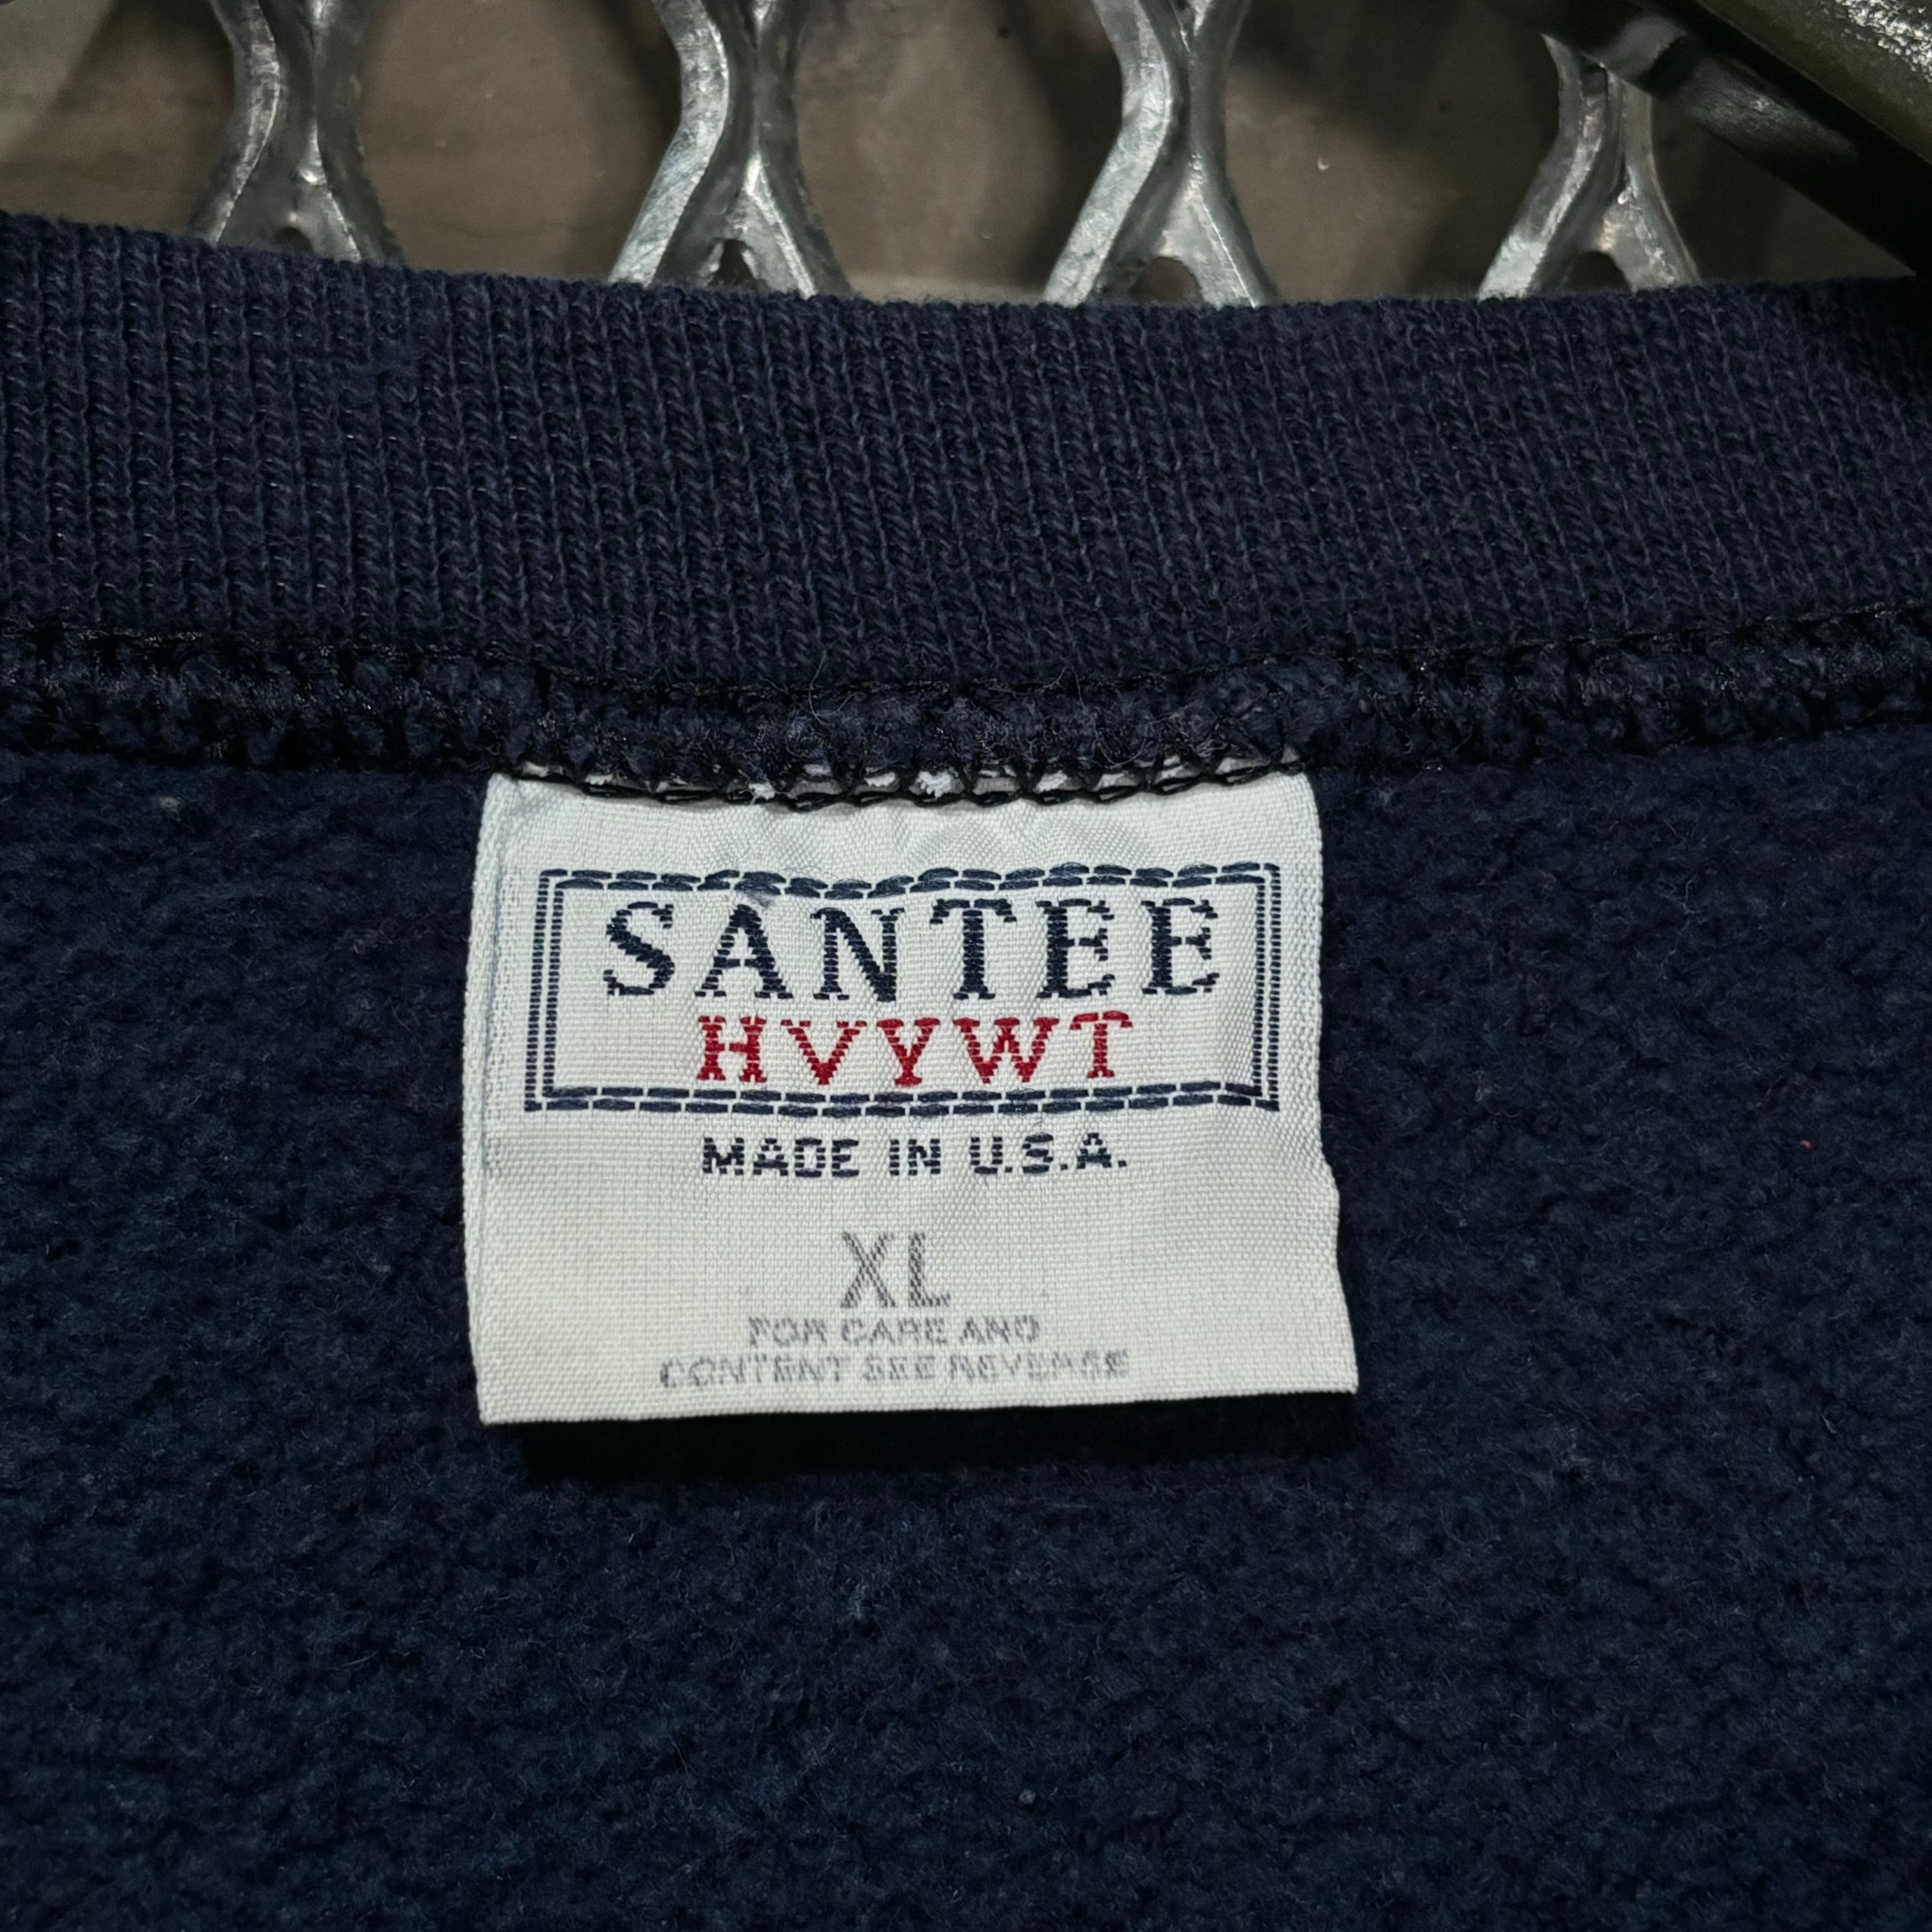 SANTEE
HVYWT
MADE IN U.S.A.
XL
FOR CARE AND
CONTENT SEE REVERSE